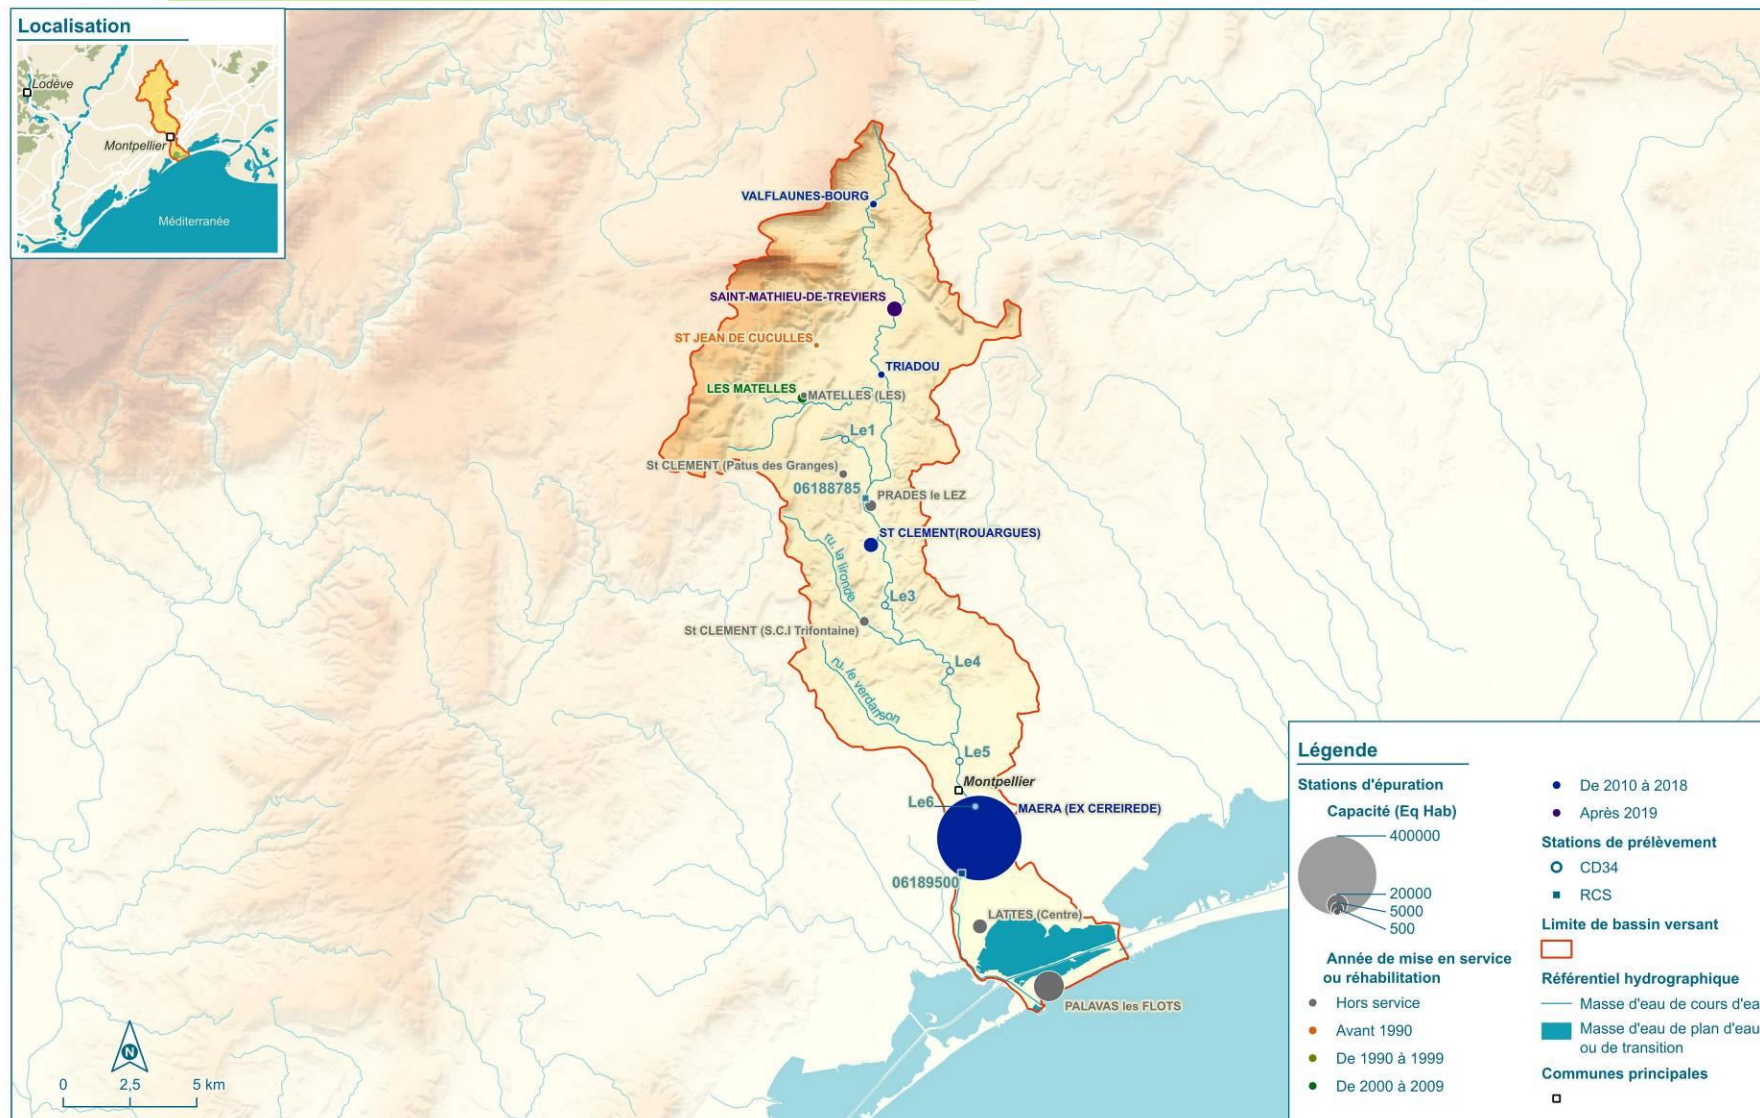 Localisation
Lodève
Montpellier
Méditerranée
VALFLAUNES-BOURG
SAINT-MATHIEU-DE-TREVIERS
ST JEAN DE CUCULLES
TRIADOU
LES MATELLES
MATELLES (LES)
Le1
St CLEMENT (Patus des Granges)
06188785
PRADES le LEZ
ST CLEMENT(ROUARGUES)
ru. la lironde
Le3
St CLEMENT (S.C.I Trifontaine)
Le4
ru. le verdanson
Le5
Montpellier
Le6
MAERA (EX CEREIREDE)
06189500
LATTES (Centre)
PALAVAS les FLOTS
N
0 2,5 5 km
Légende
Stations d'épuration
Capacité (Eq Hab)
400000
20000
5000
500
Année de mise en service
ou réhabilitation
Hors service
Avant 1990
De 1990 à 1999
De 2000 à 2009
De 2010 à 2018
Après 2019
Stations de prélèvement
CD34
RCS
Limite de bassin versant
Référentiel hydrographique
Masse d'eau de cours d'ea
Masse d'eau de plan d'eau
ou de transition
Communes principales